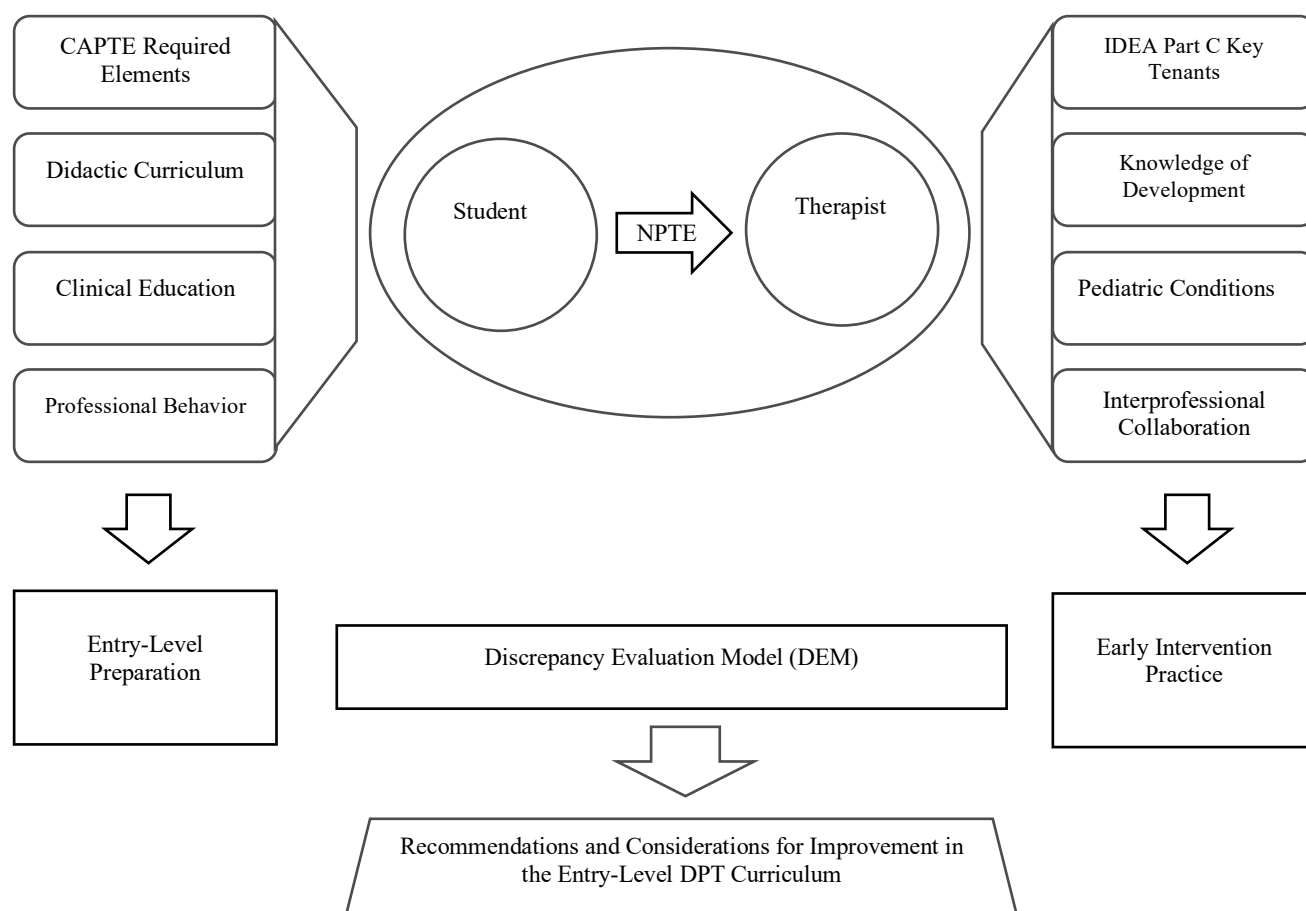 CAPTE Required
Elements
Didactic Curriculum
Clinical Education
Professional Behavior
Student
NPTE
Therapist
IDEA Part C Key
Tenants
Knowledge of
Development
Pediatric Conditions
Interprofessional
Collaboration
Entry-Level
Preparation
Discrepancy Evaluation Model (DEM)
Early Intervention
Practice
Recommendations and Considerations for Improvement in
the Entry-Level DPT Curriculum